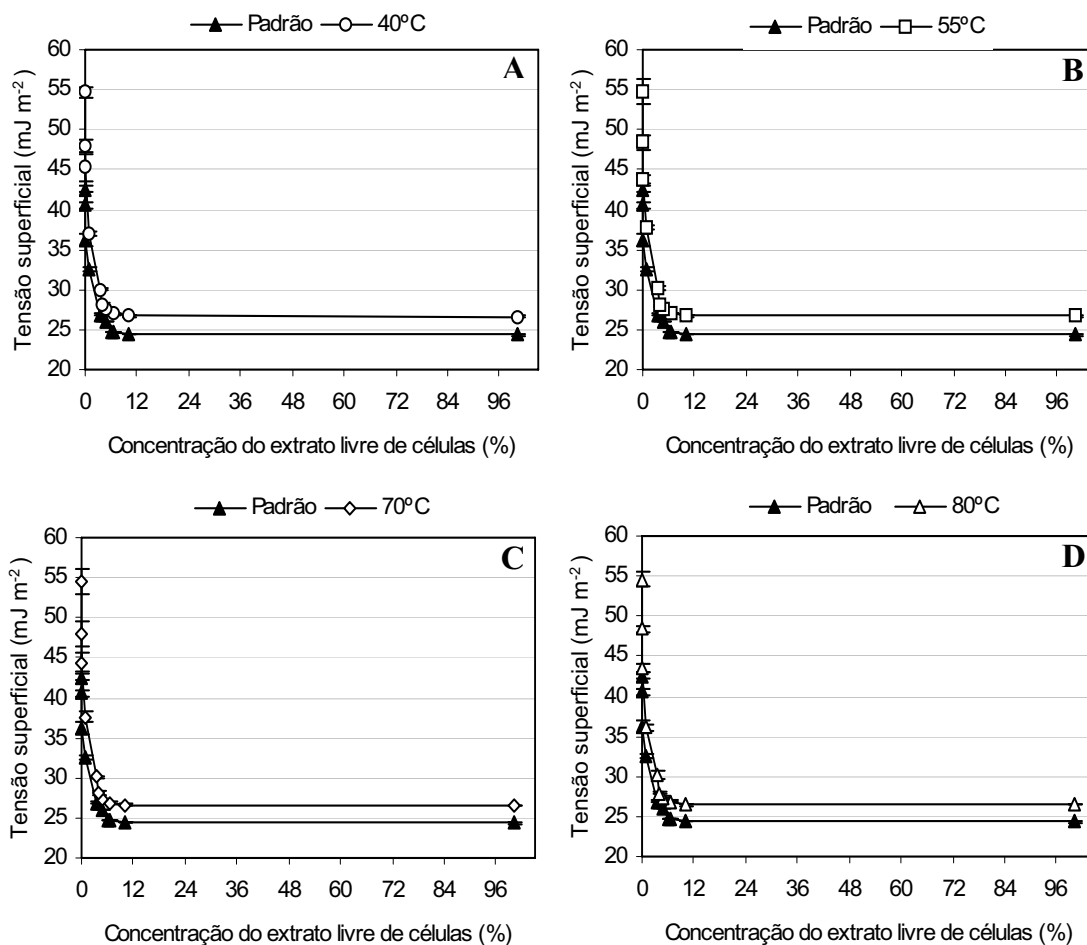 Padrão 40ºC
A
Tensão superficial (mJ m-2)
60
55
50
45
40
35
30
25
20
0 12 24 36 48 60 72 84 96
Concentração do extrato livre de células (%)
Padrão 55ºC
B
Tensão superficial (mJ m-2)
60
55
50
45
40
35
30
25
20
0 12 24 36 48 60 72 84 96
Concentração do extrato livre de células (%)
Padrão 70ºC
C
Tensão superficial (mJ m-2)
60
55
50
45
40
35
30
25
20
0 12 24 36 48 60 72 84 96
Concentração do extrato livre de células (%)
Padrão 80ºC
D
Tensão superficial (mJ m-2)
60
55
50
45
40
35
30
25
20
0 12 24 36 48 60 72 84 96
Concentração do extrato livre de células (%)